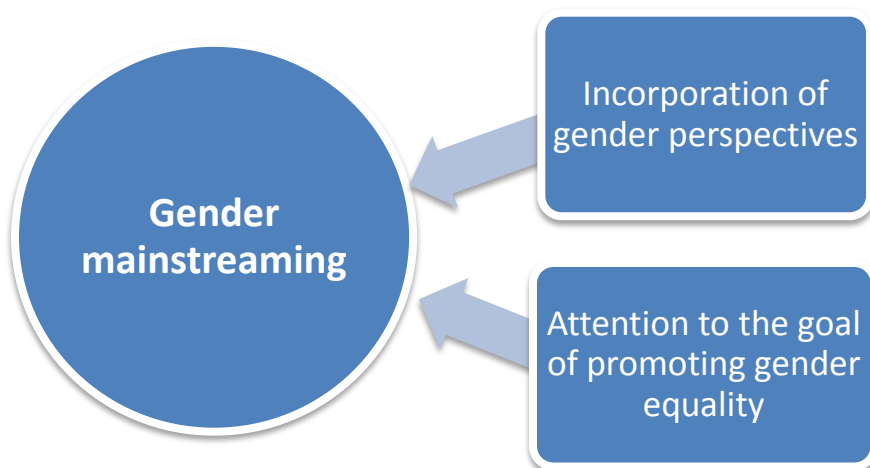 Gender
mainstreaming
Incorporation of
gender perspectives
Attention to the goal
of promoting gender
equality